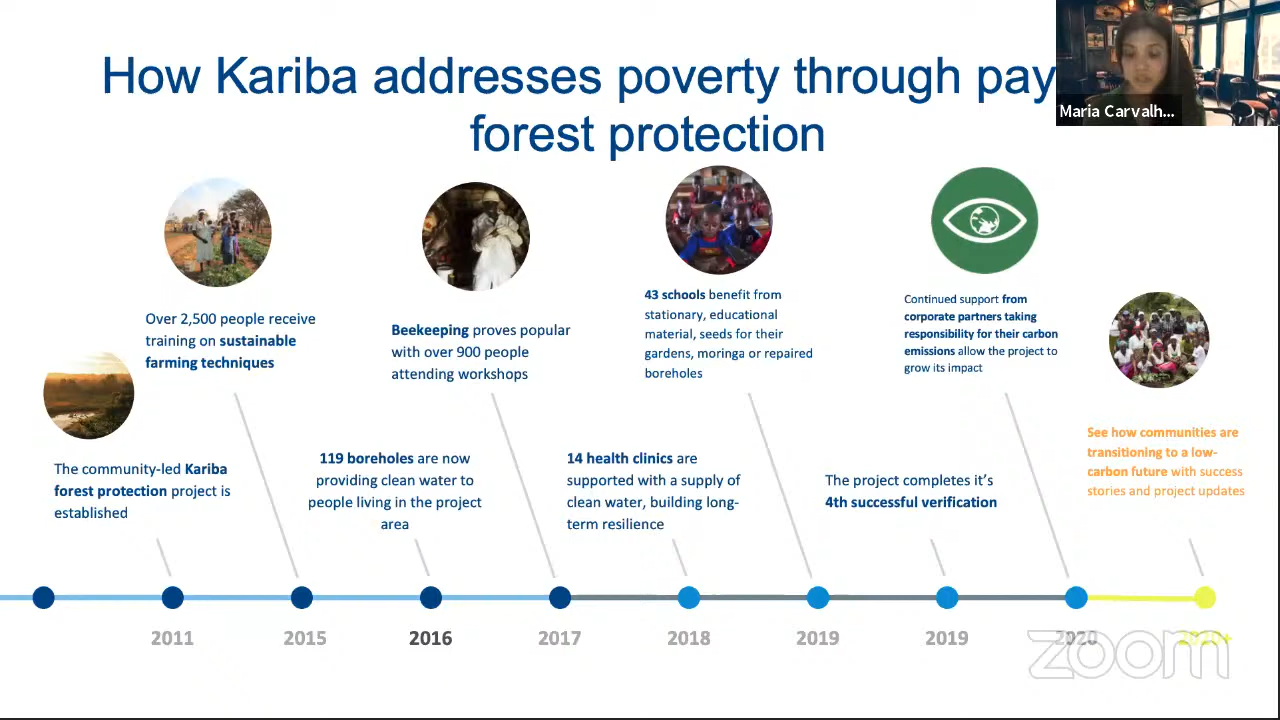 How Kariba addresses poverty through pay
forest protection
Maria Carvalh...
Over 2,500 people receive
training on sustainable
farming techniques
Beekeeping proves popular
with over 900 people
attending workshops
43 schools benefit from
stationary, educational
material, seeds for their
gardens, moringa or repaired
boreholes
Continued support from
corporate partners taking
responsibility for their carbon
emissions allow the project to
grow its impact
The community-led Kariba
forest protection project is
established
119 boreholes are now
providing clean water to
people living in the project
area
14 health clinics are
supported with a supply of
clean water, building long-
term resilience
The project completes it's
4th successful verification
See how communities are
transitioning to a low-
carbon future with success
stories and project updates
2011
2015
2016
2017
2018
2019
2019
2020
zoom